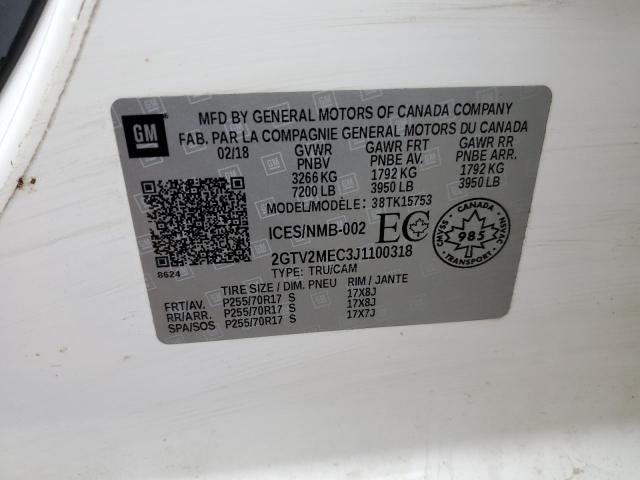 GM
MFD BY GENERAL MOTORS OF CANADA COMPANY
FAB. PAR LA COMPAGNIE GENERAL MOTORS DU CANADA
02/18 GVWR GAWR FRT GAWR RR
PNBV PNBE AV. PNBE ARR.
3266 KG 1792 KG 1792 KG
7200 LB 3950 LB 3950 LB
MODEL/MODÈLE: 38TK15753
ICES/NMB-002 EC
CANADA
985
CMVSS NSVAC
2GTV2MEC3J1100318
8624
TYPE: TRU/CAM
TIRE SIZE / DIM. PNEU RIM / JANTE
FRT/AV. P255/70R17 S 17X8J
RR/ARR. P255/70R17 S 17X8J
SPA/SOS P255/70R17 S 17X7J